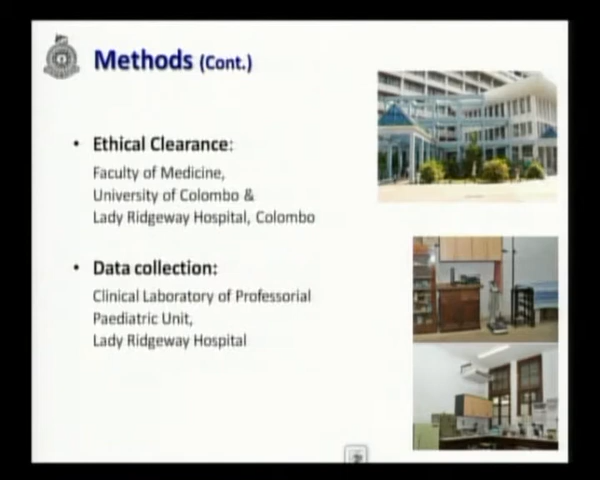 Methods (Cont.)
• Ethical Clearance:
Faculty of Medicine,
University of Colombo &
Lady Ridgeway Hospital, Colombo
• Data collection:
Clinical Laboratory of Professorial
Paediatric Unit,
Lady Ridgeway Hospital